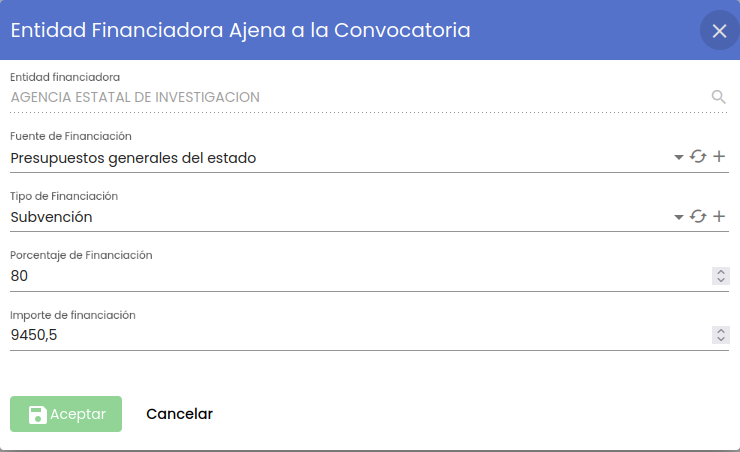 Entidad Financiadora Ajena a la Convocatoria
Entidad financiadora
AGENCIA ESTATAL DE INVESTIGACION
Fuente de Financiación
Presupuestos generales del estado
Tipo de Financiación
Subvención
Porcentaje de Financiación
80
Importe de financiación
9450,5
Aceptar Cancelar